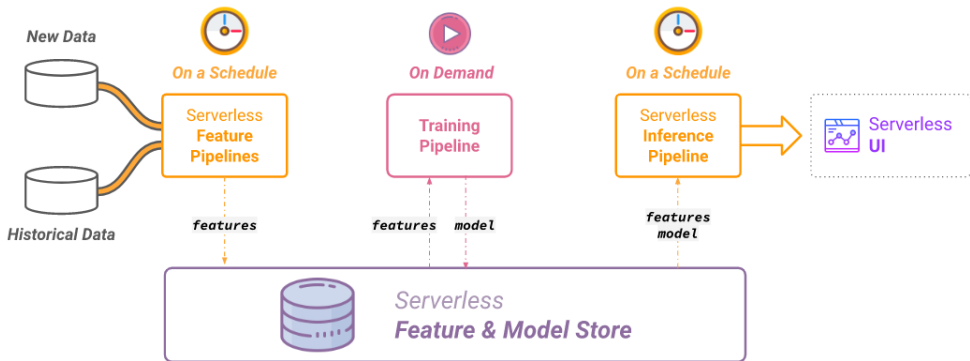 New Data
On a Schedule
On Demand
On a Schedule
Serverless
Feature
Pipelines
Training
Pipeline
Serverless
Inference
Pipeline
Serverless
UI
Historical Data
features
features
model
features
model
Serverless
Feature & Model Store